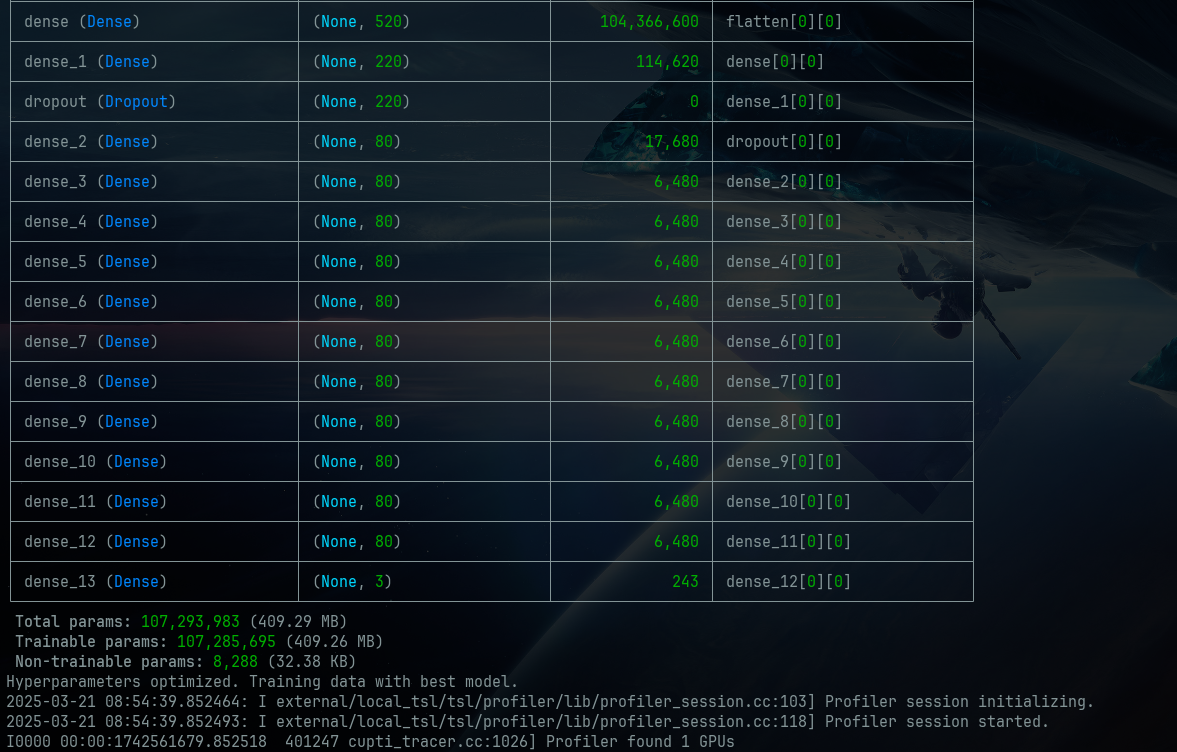 dense (Dense) (None, 520) 104,366,600 flatten[0][0]
dense_1 (Dense) (None, 220) 114,620 dense[0][0]
dropout (Dropout) (None, 220) 0 dense_1[0][0]
dense_2 (Dense) (None, 80) 17,680 dropout[0][0]
dense_3 (Dense) (None, 80) 6,480 dense_2[0][0]
dense_4 (Dense) (None, 80) 6,480 dense_3[0][0]
dense_5 (Dense) (None, 80) 6,480 dense_4[0][0]
dense_6 (Dense) (None, 80) 6,480 dense_5[0][0]
dense_7 (Dense) (None, 80) 6,480 dense_6[0][0]
dense_8 (Dense) (None, 80) 6,480 dense_7[0][0]
dense_9 (Dense) (None, 80) 6,480 dense_8[0][0]
dense_10 (Dense) (None, 80) 6,480 dense_9[0][0]
dense_11 (Dense) (None, 80) 6,480 dense_10[0][0]
dense_12 (Dense) (None, 80) 6,480 dense_11[0][0]
dense_13 (Dense) (None, 3) 243 dense_12[0][0]
Total params: 107,293,983 (409.29 MB)
Trainable params: 107,285,695 (409.26 MB)
Non-trainable params: 8,288 (32.38 KB)
Hyperparameters optimized. Training data with best model.
2025-03-21 08:54:39.852464: I external/local_tsl/tsl/profiler/lib/profiler_session.cc:103] Profiler session initializing.
2025-03-21 08:54:39.852493: I external/local_tsl/tsl/profiler/lib/profiler_session.cc:118] Profiler session started.
I0000 00:00:1742561679.852518  401247 cupti_tracer.cc:1026] Profiler found 1 GPUs